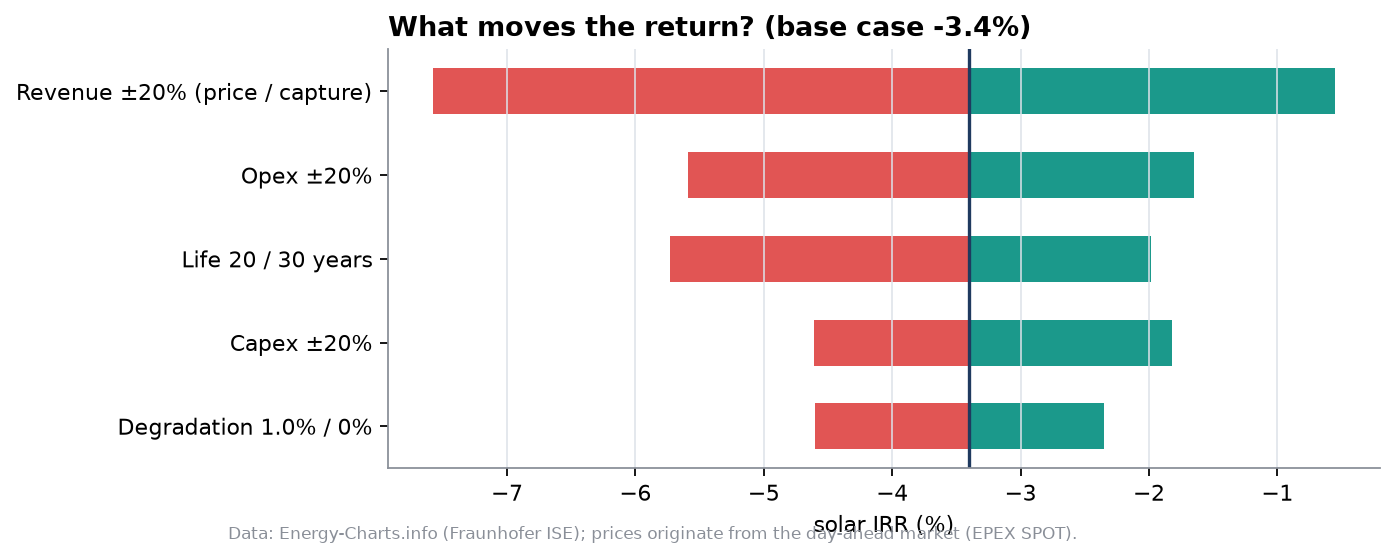 What moves the return? (base case -3.4%)
Revenue ±20% (price / capture)
Opex ±20%
Life 20 / 30 years
Capex ±20%
Degradation 1.0% / 0%
−7 −6 −5 −4 −3 −2 −1
solar IRR (%)
Data: Energy-Charts.info (Fraunhofer ISE); prices originate from the day-ahead market (EPEX SPOT).